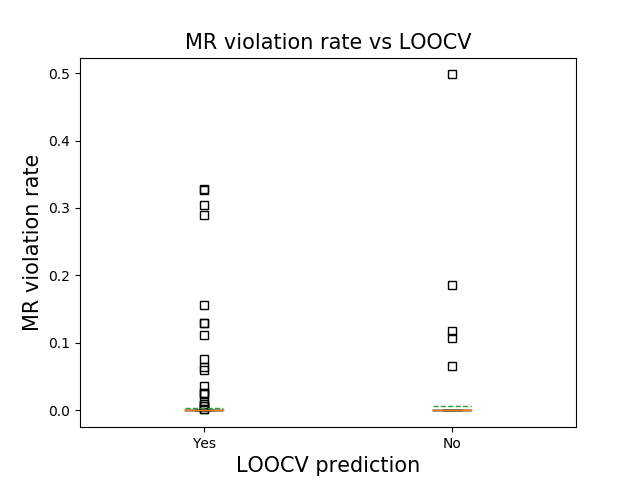 MR violation rate vs LOOCV
MR violation rate
0.5
0.4
0.3
0.2
0.1
0.0
Yes
No
LOOCV prediction